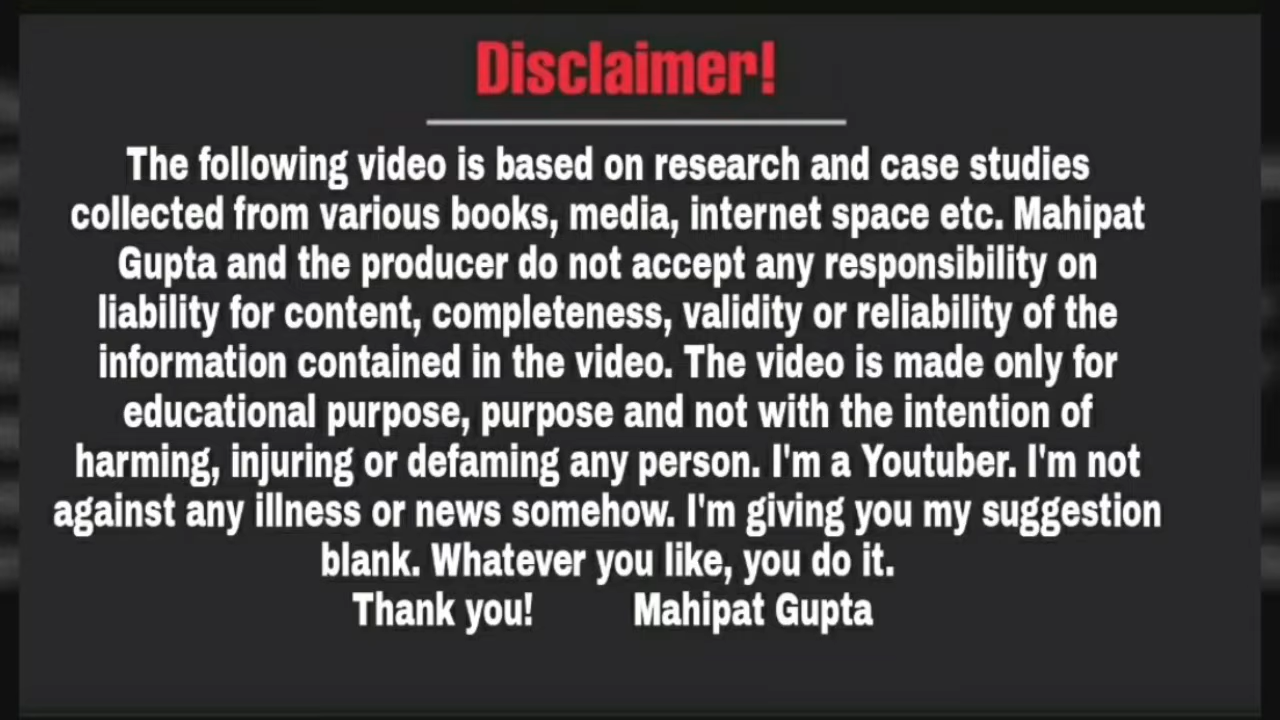 Disclaimer!
The following video is based on research and case studies
collected from various books, media, internet space etc. Mahipat
Gupta and the producer do not accept any responsibility on
liability for content, completeness, validity or reliability of the
information contained in the video. The video is made only for
educational purpose, purpose and not with the intention of
harming, injuring or defaming any person. I'm a Youtuber. I'm not
against any illness or news somehow. I'm giving you my suggestion
blank. Whatever you like, you do it.
Thank you! Mahipat Gupta